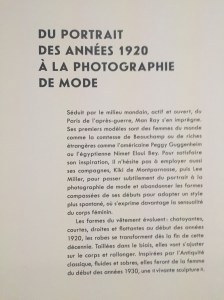 DU PORTRAIT
DES ANNÉES 1920
À LA PHOTOGRAPHIE
DE MODE
Séduit par le milieu mondain, actif et ouvert, du
Paris de l'après-guerre, Man Ray s'en imprègne.
Ses premiers modèles sont des femmes du monde
comme la comtesse de Beauchamp ou de riches
étrangères comme l'américaine Peggy Guggenheim
ou l'égyptienne Nimet Eloui Bey. Pour satisfaire
son inspiration, il n'hésite pas à employer aussi
ses compagnes, Kiki de Montparnasse, puis Lee
Miller, pour passer subtilement du portrait à la
photographie de mode et abandonner les formes
compassées de ses débuts pour adopter un style
plus spontané, où s'exprime davantage la sensualité
du corps féminin.
Les formes du vêtement évoluent : chatoyantes,
courtes, droites et flottantes au début des années
1920, les robes se transforment dès la fin de cette
décennie. Taillées dans le biais, elles vont s'ajuster
sur le corps et rallonger. Inspirées par l'Antiquité
classique, fluides et sobres, elles feront de la femme
du début des années 1930, une « vivante sculpture ».